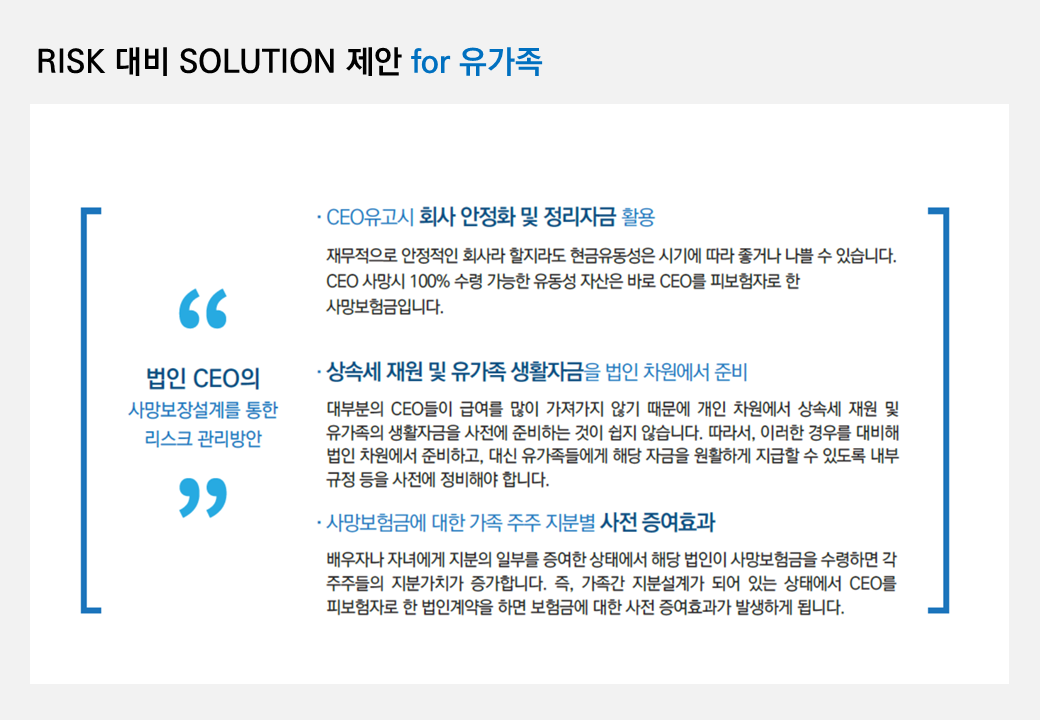 RISK 대비 SOLUTION 제안 for 유가족
“
법인 CEO의
사망보장설계를 통한
리스크 관리방안
”
· CEO유고시 회사 안정화 및 정리자금 활용
재무적으로 안정적인 회사라 할지라도 현금유동성은 시기에 따라 좋거나 나쁠 수 있습니다.
CEO 사망시 100% 수령 가능한 유동성 자산은 바로 CEO를 피보험자로 한
사망보험금입니다.
· 상속세 재원 및 유가족 생활자금을 법인 차원에서 준비
대부분의 CEO들이 급여를 많이 가져가지 않기 때문에 개인 차원에서 상속세 재원 및
유가족의 생활자금을 사전에 준비하는 것이 쉽지 않습니다. 따라서, 이러한 경우를 대비해
법인 차원에서 준비하고, 대신 유가족들에게 해당 자금을 원활하게 지급할 수 있도록 내부
규정 등을 사전에 정비해야 합니다.
· 사망보험금에 대한 가족 주주 지분별 사전 증여효과
배우자나 자녀에게 지분의 일부를 증여한 상태에서 해당 법인이 사망보험금을 수령하면 각
주주들의 지분가치가 증가합니다. 즉, 가족간 지분설계가 되어 있는 상태에서 CEO를
피보험자로 한 법인계약을 하면 보험금에 대한 사전 증여효과가 발생하게 됩니다.